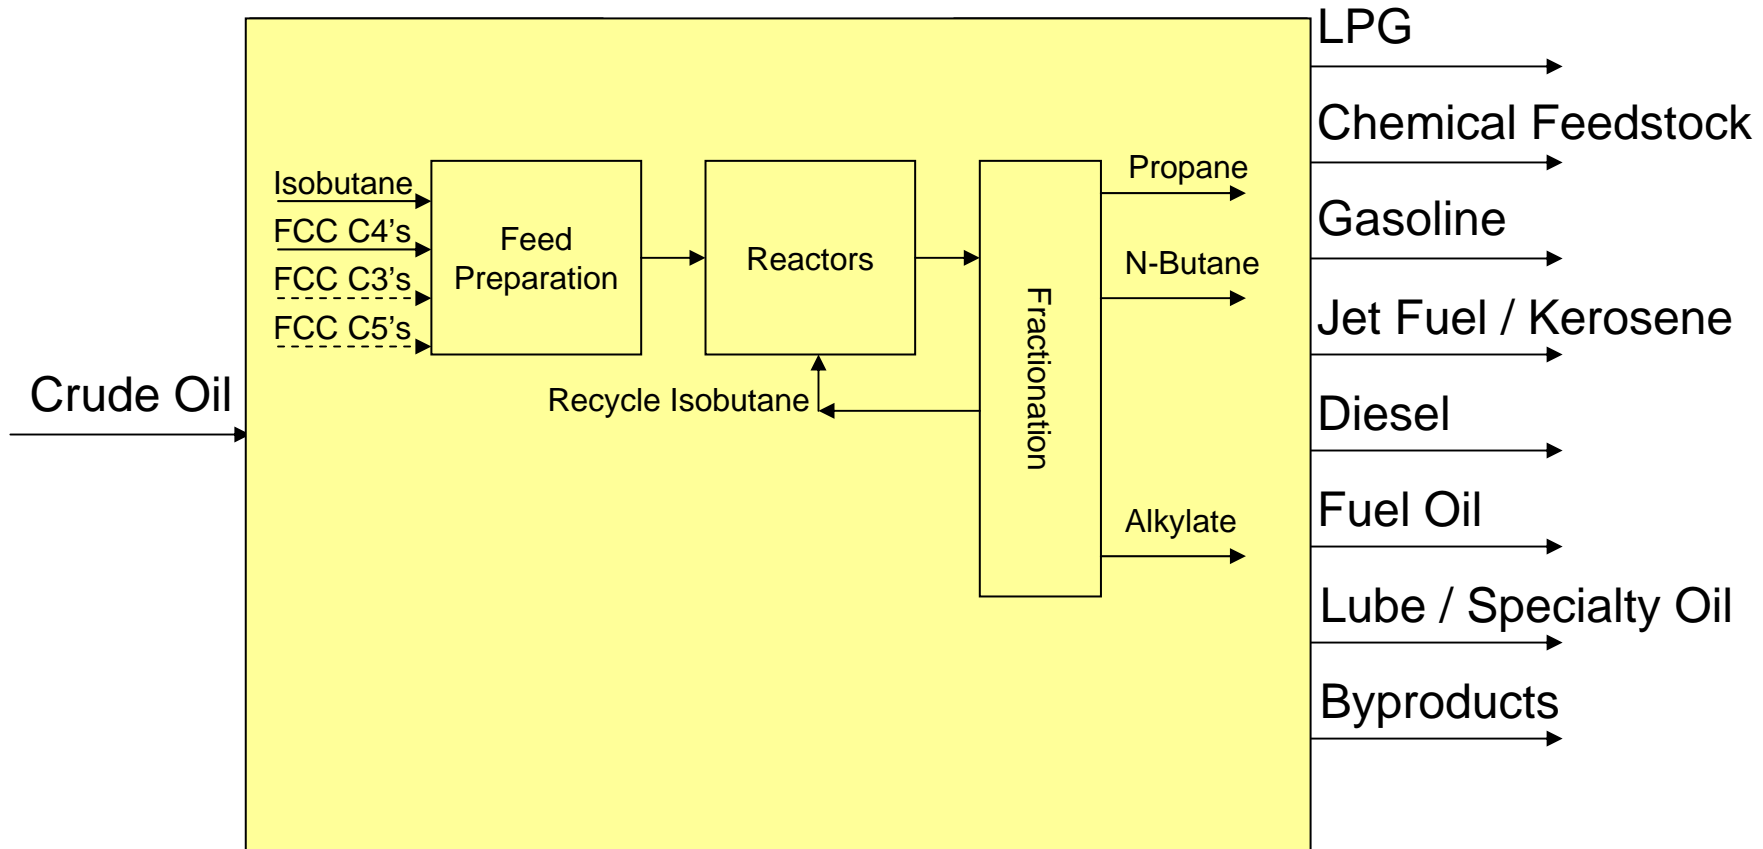 LPG
Chemical Feedstock
Gasoline
Jet Fuel / Kerosene
Diesel
Fuel Oil
Lube / Specialty Oil
Byproducts
Crude Oil
Isobutane
FCC C4’s
FCC C3’s
FCC C5’s
Feed
Preparation
Reactors
Recycle Isobutane
Fractionation
Propane
N-Butane
Alkylate